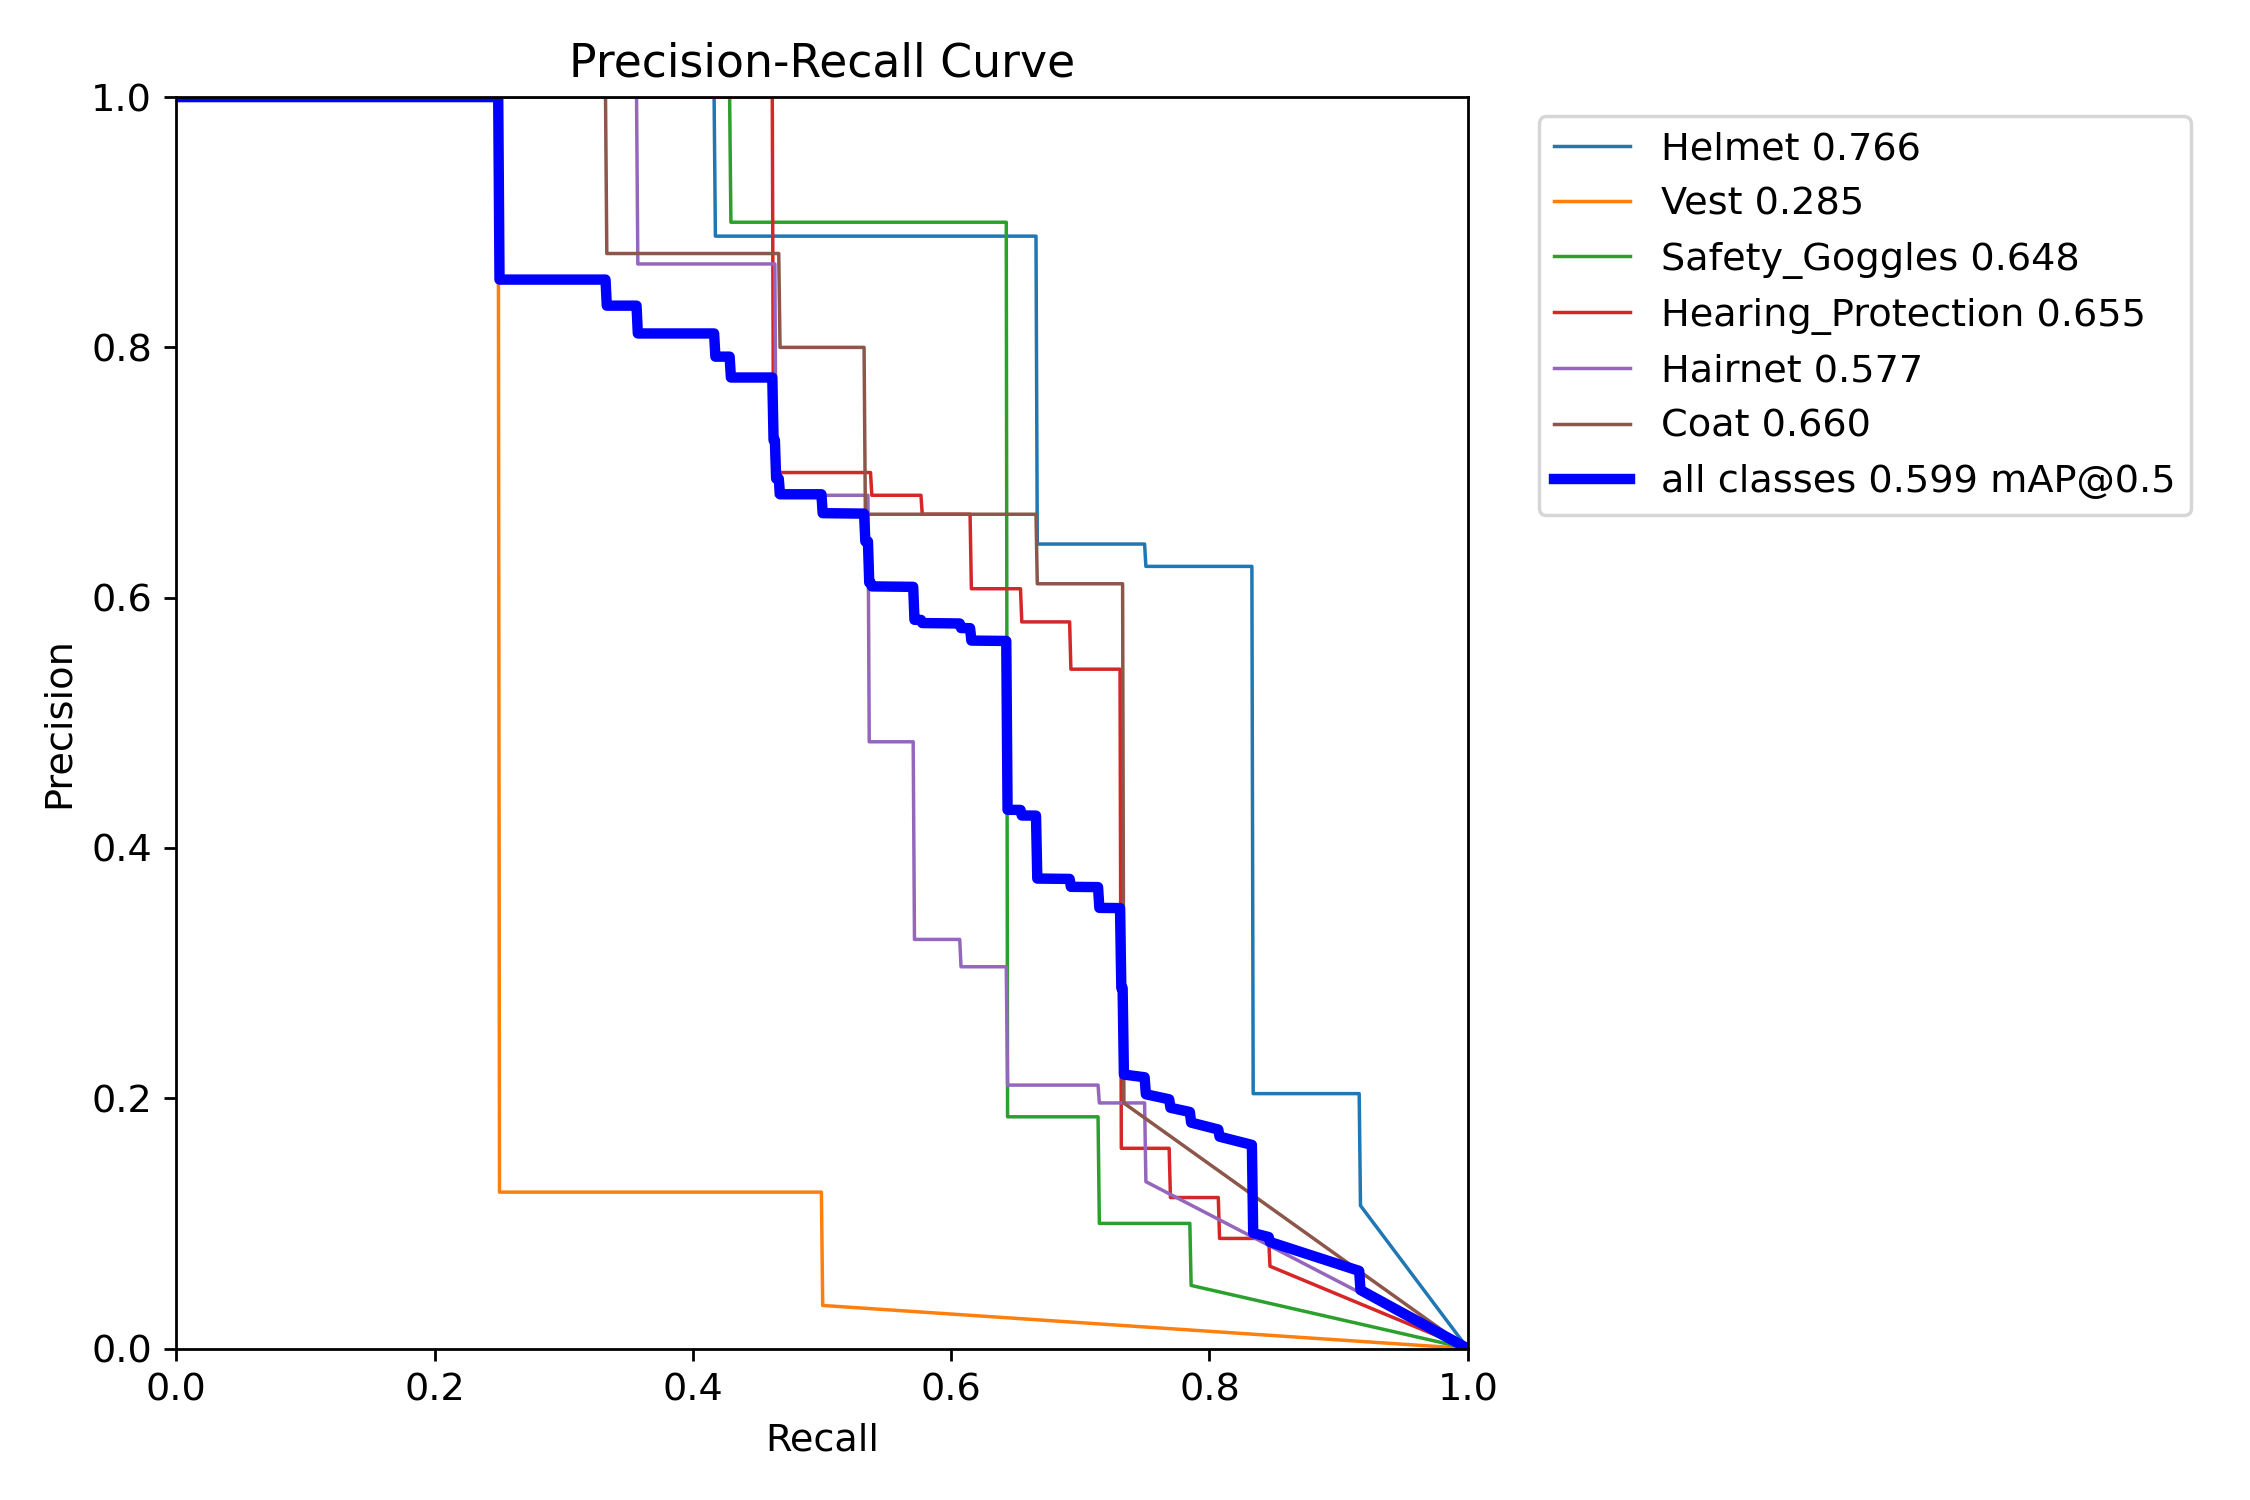 Precision-Recall Curve
1.0
0.8
0.6
0.4
0.2
0.0
Precision
0.0 0.2 0.4 0.6 0.8 1.0
Recall
Helmet 0.766
Vest 0.285
Safety_Goggles 0.648
Hearing_Protection 0.655
Hairnet 0.577
Coat 0.660
all classes 0.599 mAP@0.5